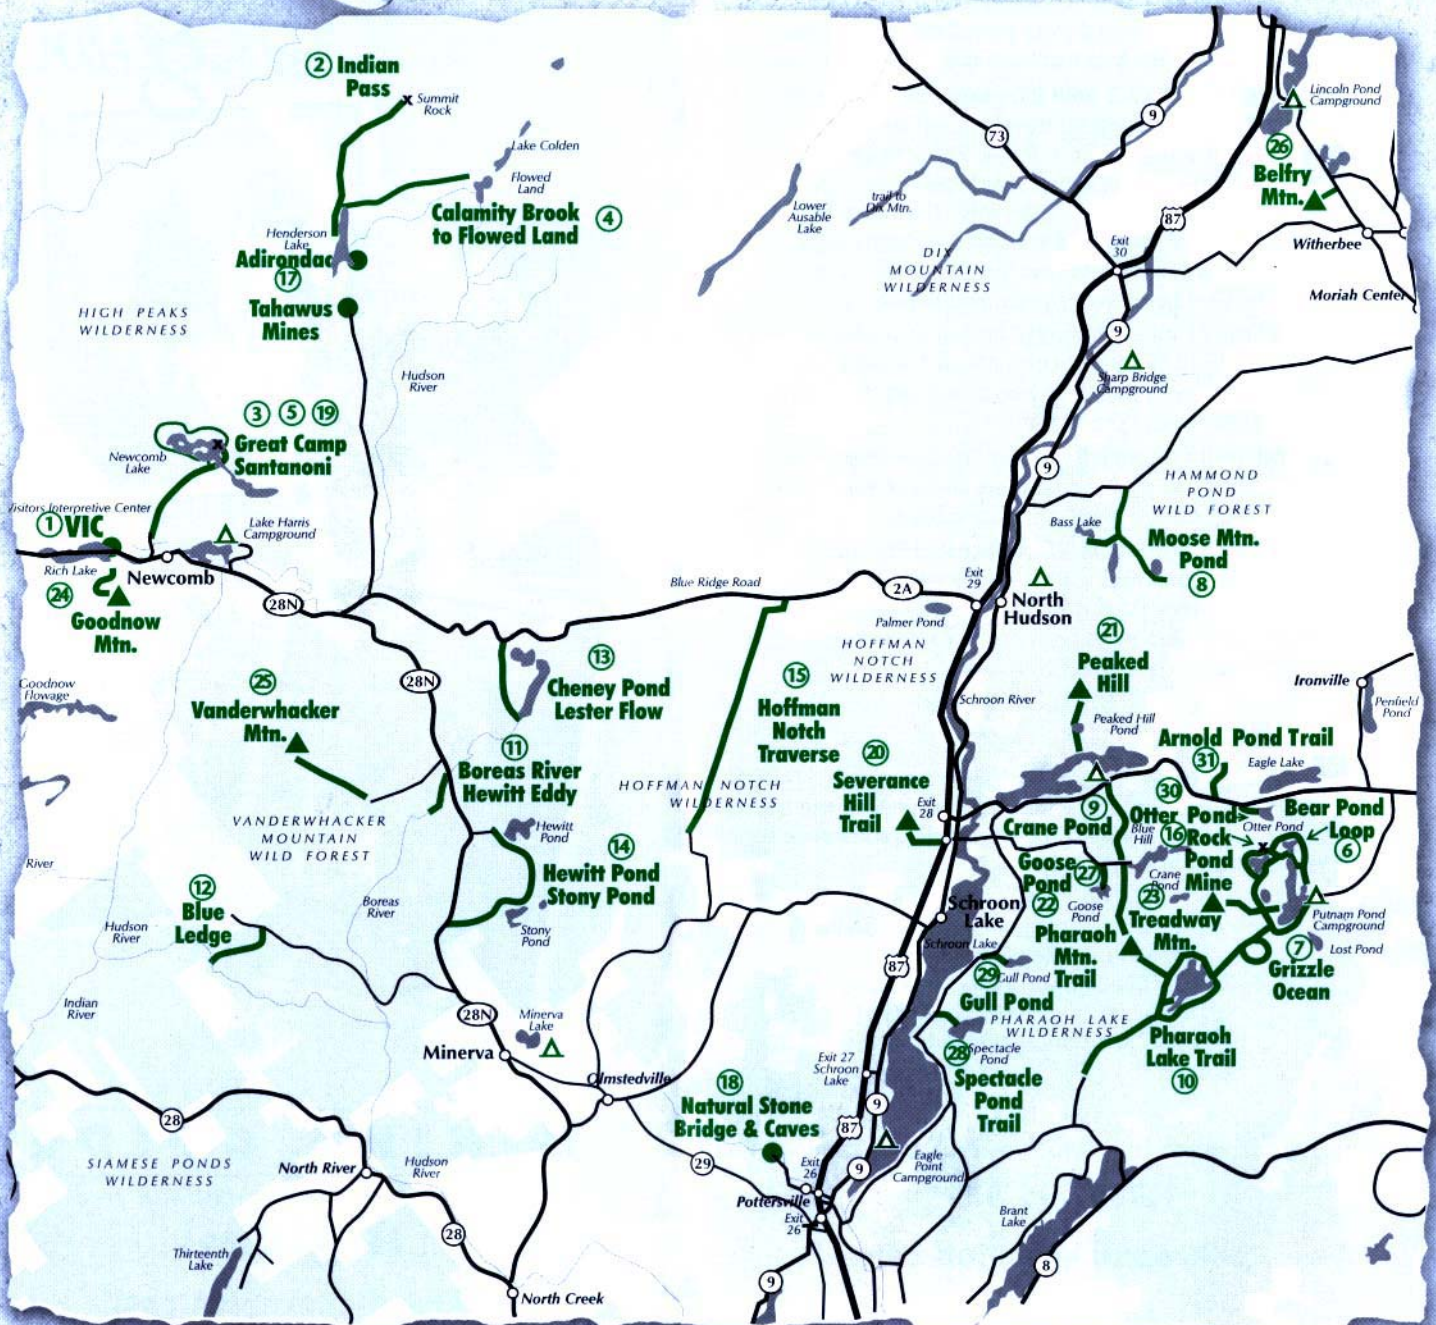 2 Indian
Pass
Summit
Rock
Lake Colden
Flowed
Land
Calamity Brook
to Flowed Land
4
Henderson
Lake
Adirondac
17
Tahawus
Mines
HIGH PEAKS
WILDERNESS
Hudson
River
3 5 19
Great Camp
Santanoni
Newcomb
Lake
Visitors Interpretive Center
1 VIC
Lake Harris
Campground
Rich Lake
Newcomb
24
Goodnow
Mtn.
28N
Goodnow
Flowage
25
Vanderwhacker
Mtn.
28N
VANDERWHACKER
MOUNTAIN
WILD FOREST
River
12
Blue
Ledge
Hudson
River
Boreas
River
Indian
River
28
SIAMESE PONDS
WILDERNESS
North River
Hudson
River
Thirteenth
Lake
28
North Creek
73
9
Lincoln Pond
Campground
26
Belfry
Mtn.
Lower
Ausable
Lake
trail to
Dix Mtn.
87
Exit
30
Witherbee
DIX
MOUNTAIN
WILDERNESS
Moriah Center
9
Sharp Bridge
Campground
9
HAMMOND
POND
WILD FOREST
Bass Lake
Moose Mtn.
Pond
8
Blue Ridge Road
2A
Exit
29
Palmer Pond
North
Hudson
13
Cheney Pond
Lester Flow
15
Hoffman
Notch
Traverse
HOFFMAN
NOTCH
WILDERNESS
21
Peaked
Hill
Schroon River
Peaked Hill
Pond
Ironville
Penfield
Pond
11
Boreas River
Hewitt Eddy
20
Severance
Hill
Trail
Exit
28
HOFFMAN NOTCH
WILDERNESS
Arnold Pond Trail
31
Eagle Lake
30
9
Crane Pond
Otter Pond
Otter Pond
Bear Pond
Loop
6
Blue
Hill
16 Rock
Pond
Mine
Hewitt
Pond
14
Hewitt Pond
Stony Pond
Stony
Pond
Goose
Pond 27
Crane
Pond
22
Goose
Pond
23
Treadway
Mtn.
Schroon
Lake
Schroon Lake
Pharaoh
Mtn.
Trail
Putnam Pond
Campground
7
Lost Pond
Grizzle
Ocean
87
29
Gull Pond
Gull Pond
PHARAOH LAKE
WILDERNESS
Pharaoh
Lake Trail
10
28N
Minerva
Lake
Minerva
28
Spectacle
Pond
Spectacle
Pond
Trail
Exit 27
Schroon
Lake
Olmstedville
18
Natural Stone
Bridge & Caves
9
87
29
Exit
26
9
Eagle
Point
Campground
Pottersville
Exit
26
Brant
Lake
9
8